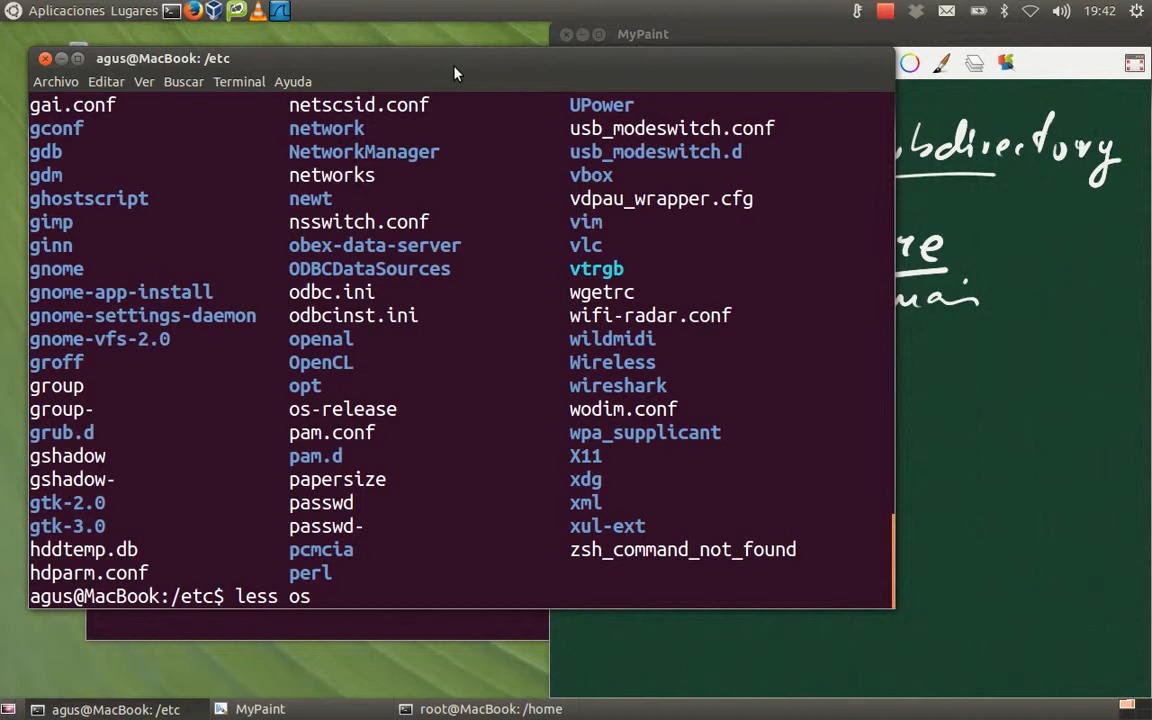 Aplicaciones Lugares 19:42
MyPaint
agus@MacBook: /etc
Archivo Editar Ver Buscar Terminal Ayuda
gai.conf netscsid.conf UPower
gconf network usb_modeswitch.conf
gdb NetworkManager usb_modeswitch.d
gdm networks vbox
ghostscript newt vdpau_wrapper.cfg
gimp nsswitch.conf vim
ginn obex-data-server vlc
gnome ODBCDataSources vtrgb
gnome-app-install odbc.ini wgetrc
gnome-settings-daemon odbcinst.ini wifi-radar.conf
gnome-vfs-2.0 openal wildmidi
groff OpenCL Wireless
group opt wireshark
group- os-release wodim.conf
grub.d pam.conf wpa_supplicant
gshadow pam.d X11
gshadow- papersize xdg
gtk-2.0 passwd xml
gtk-3.0 passwd- xul-ext
hddtemp.db pcmcia zsh_command_not_found
hdparm.conf perl
agus@MacBook:/etc$ less os
bdirectory
re
main
agus@MacBook: /etc MyPaint root@MacBook: /home